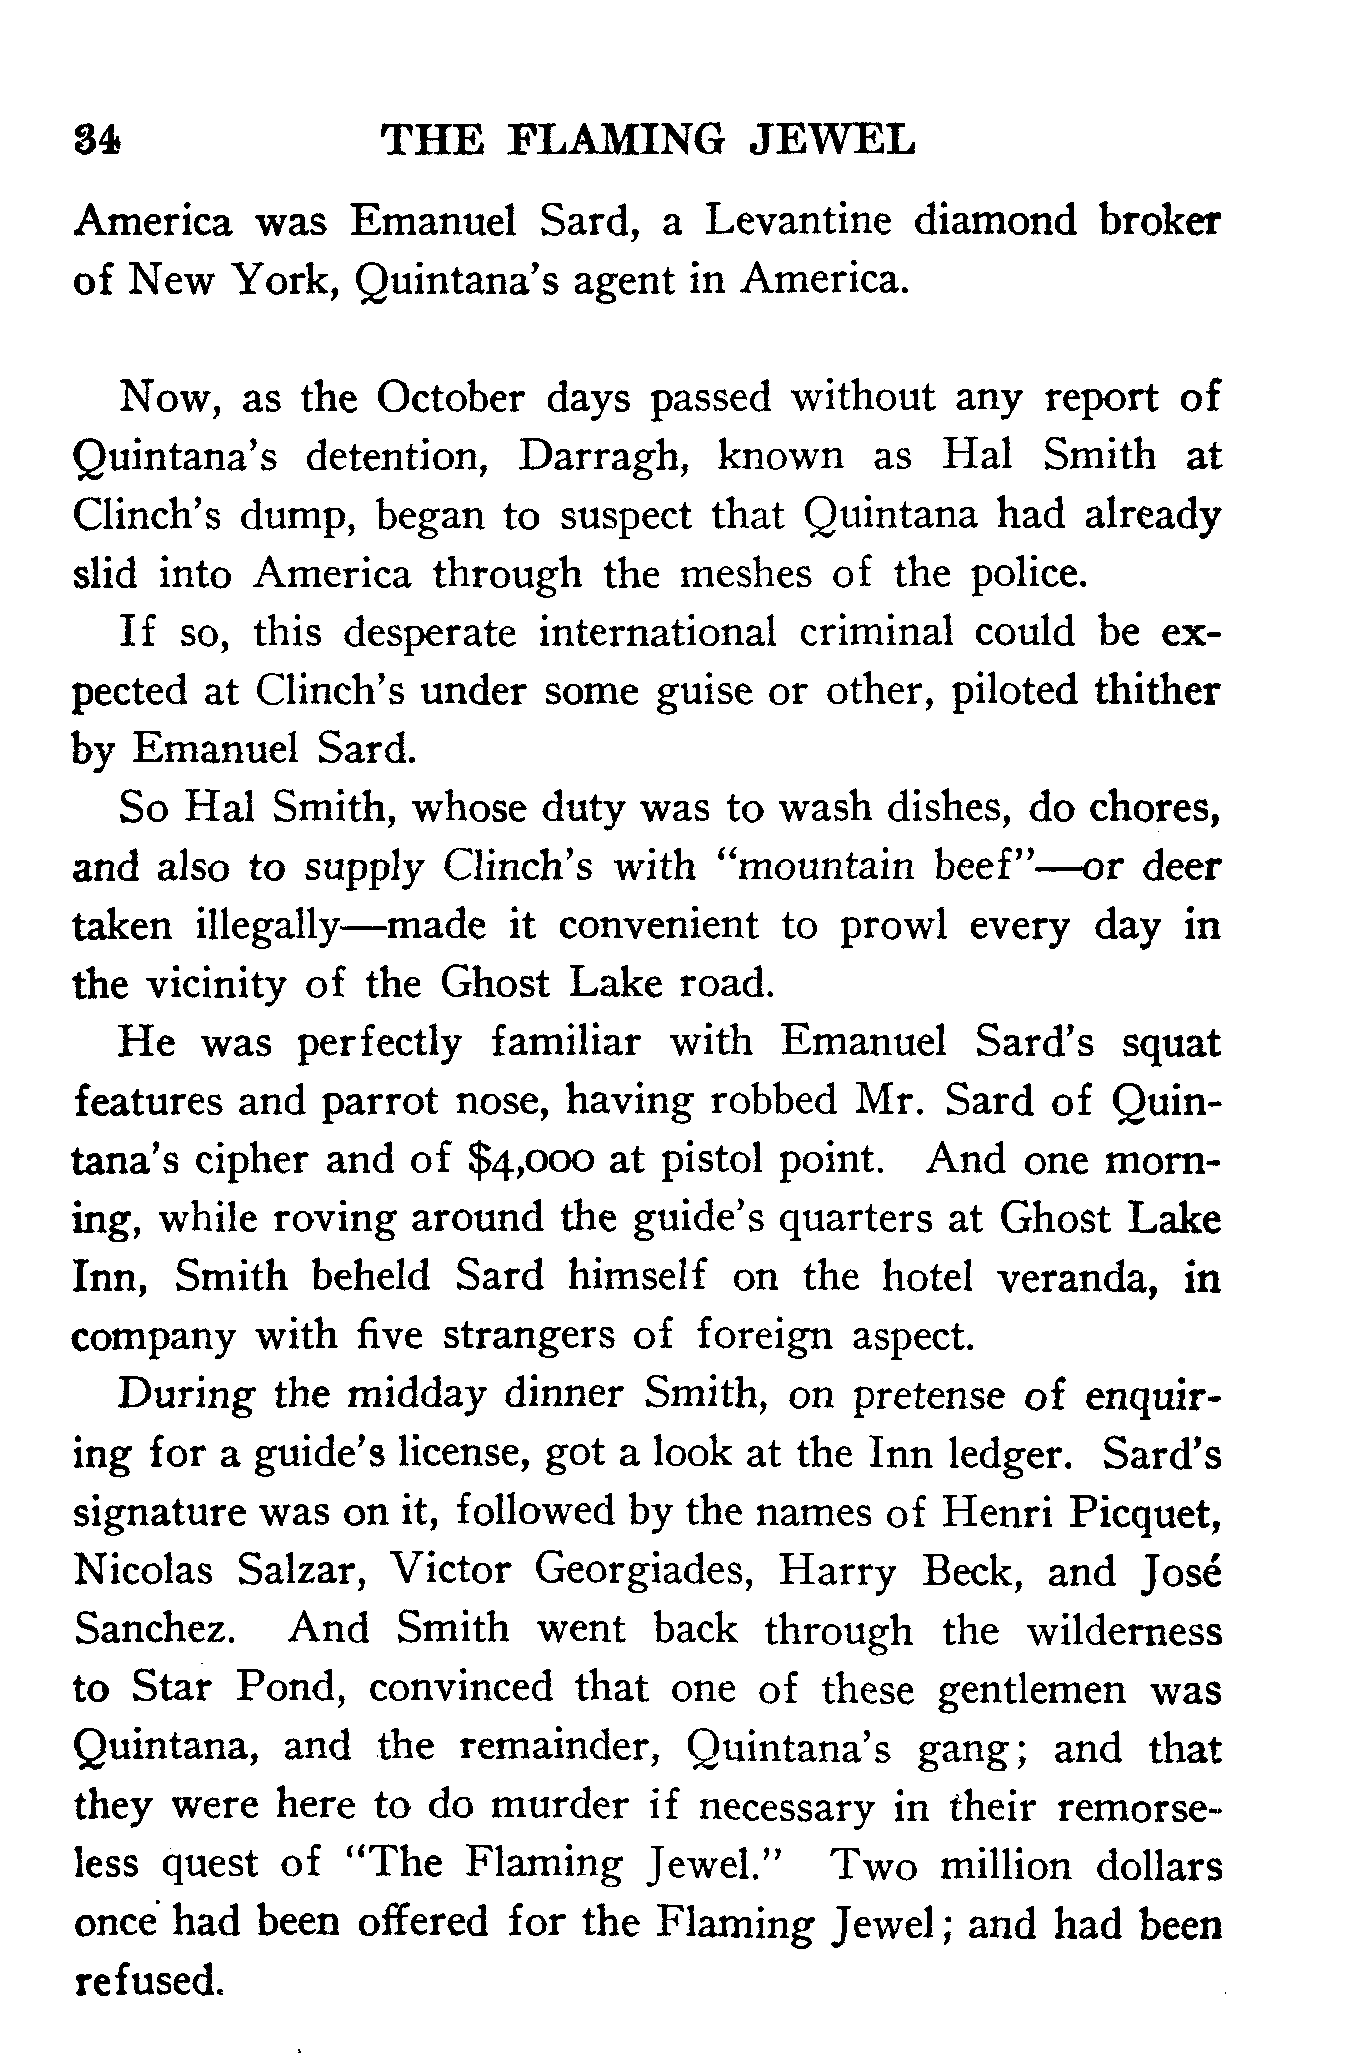 34 THE FLAMING JEWEL
America was Emanuel Sard, a Levantine diamond broker
of New York, Quintana's agent in America.
Now, as the October days passed without any report of
Quintana's detention, Darragh, known as Hal Smith at
Clinch's dump, began to suspect that Quintana had already
slid into America through the meshes of the police.
If so, this desperate international criminal could be ex-
pected at Clinch's under some guise or other, piloted thither
by Emanuel Sard.
So Hal Smith, whose duty was to wash dishes, do chores,
and also to supply Clinch's with "mountain beef"—or deer
taken illegally—made it convenient to prowl every day in
the vicinity of the Ghost Lake road.
He was perfectly familiar with Emanuel Sard's squat
features and parrot nose, having robbed Mr. Sard of Quin-
tana's cipher and of $4,000 at pistol point. And one morn-
ing, while roving around the guide's quarters at Ghost Lake
Inn, Smith beheld Sard himself on the hotel veranda, in
company with five strangers of foreign aspect.
During the midday dinner Smith, on pretense of enquir-
ing for a guide's license, got a look at the Inn ledger. Sard's
signature was on it, followed by the names of Henri Picquet,
Nicolas Salzar, Victor Georgiades, Harry Beck, and José
Sanchez. And Smith went back through the wilderness
to Star Pond, convinced that one of these gentlemen was
Quintana, and the remainder, Quintana's gang; and that
they were here to do murder if necessary in their remorse-
less quest of "The Flaming Jewel." Two million dollars
once had been offered for the Flaming Jewel; and had been
refused.